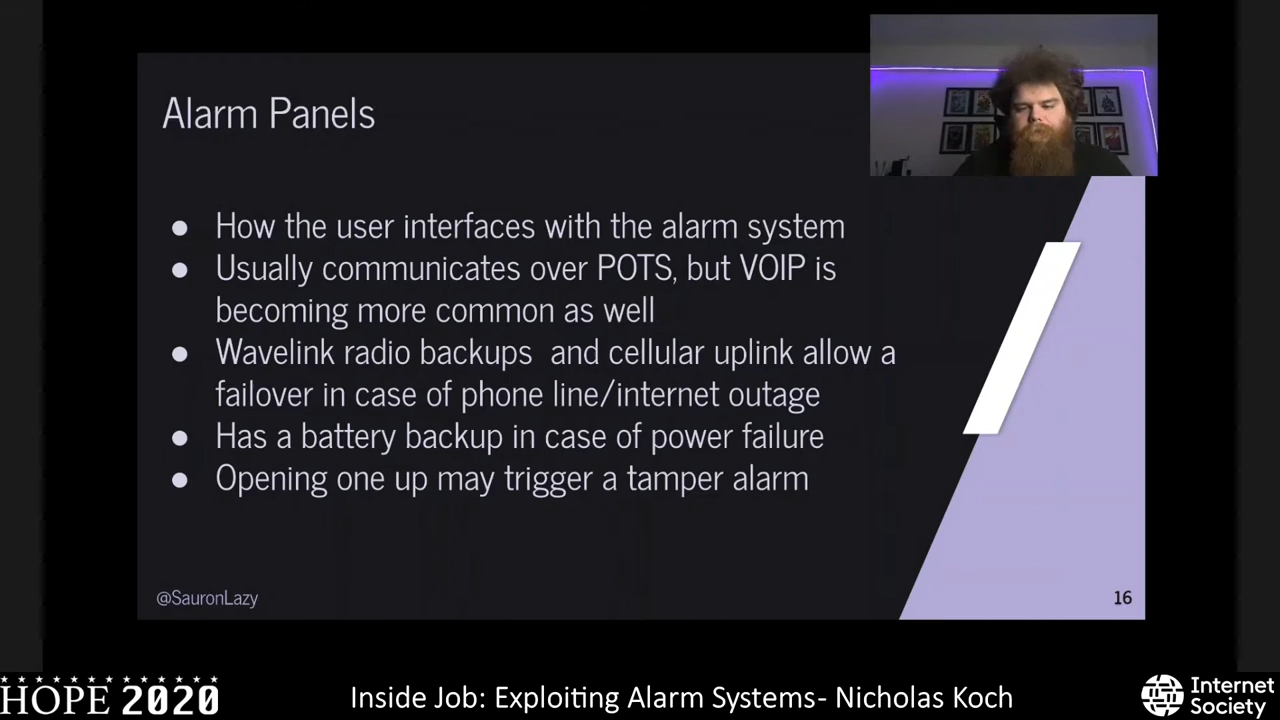 Alarm Panels
● How the user interfaces with the alarm system
● Usually communicates over POTS, but VOIP is
becoming more common as well
● Wavelink radio backups  and cellular uplink allow a
failover in case of phone line/internet outage
● Has a battery backup in case of power failure
● Opening one up may trigger a tamper alarm
@SauronLazy
16
HOPE 2020
Inside Job: Exploiting Alarm Systems- Nicholas Koch
Internet
Society